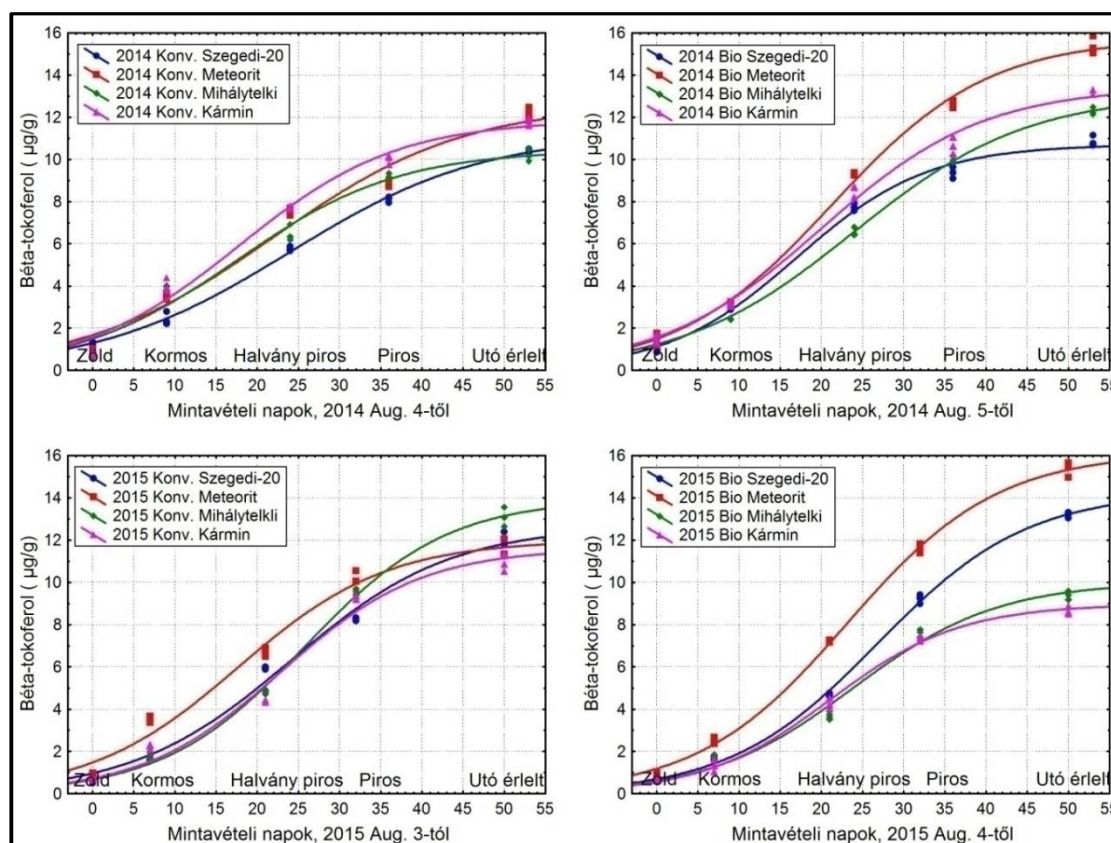 2014 Konv. Szegedi-20
2014 Konv. Meteorit
2014 Konv. Mihálytelki
2014 Konv. Kármin
Béta-tokoferol ( µg/g)
16
14
12
10
8
6
4
2
0
Zöld Kormos Halvány piros Piros Utó érlelt
0 5 10 15 20 25 30 35 40 45 50 55
Mintavételi napok, 2014 Aug. 4-től
2014 Bio Szegedi-20
2014 Bio Meteorit
2014 Bio Mihálytelki
2014 Bio Kármin
Béta-tokoferol ( µg/g)
16
14
12
10
8
6
4
2
0
Zöld Kormos Halvány piros Piros Utó érlelt
0 5 10 15 20 25 30 35 40 45 50 55
Mintavételi napok, 2014 Aug. 5-től
2015 Konv. Szegedi-20
2015 Konv. Meteorit
2015 Konv. Mihálytelkli
2015 Konv. Kármin
Béta-tokoferol ( µg/g)
16
14
12
10
8
6
4
2
0
Zöld Kormos Halvány piros Piros Utó érlelt
0 5 10 15 20 25 30 35 40 45 50 55
Mintavételi napok, 2015 Aug. 3-tól
2015 Bio Szegedi-20
2015 Bio Meteorit
2015 Bio Mihálytelki
2015 Bio Kármin
Béta-tokoferol ( µg/g)
16
14
12
10
8
6
4
2
0
Zöld Kormos Halvány piros Piros Utó érlelt
0 5 10 15 20 25 30 35 40 45 50 55
Mintavételi napok, 2015 Aug. 4-től